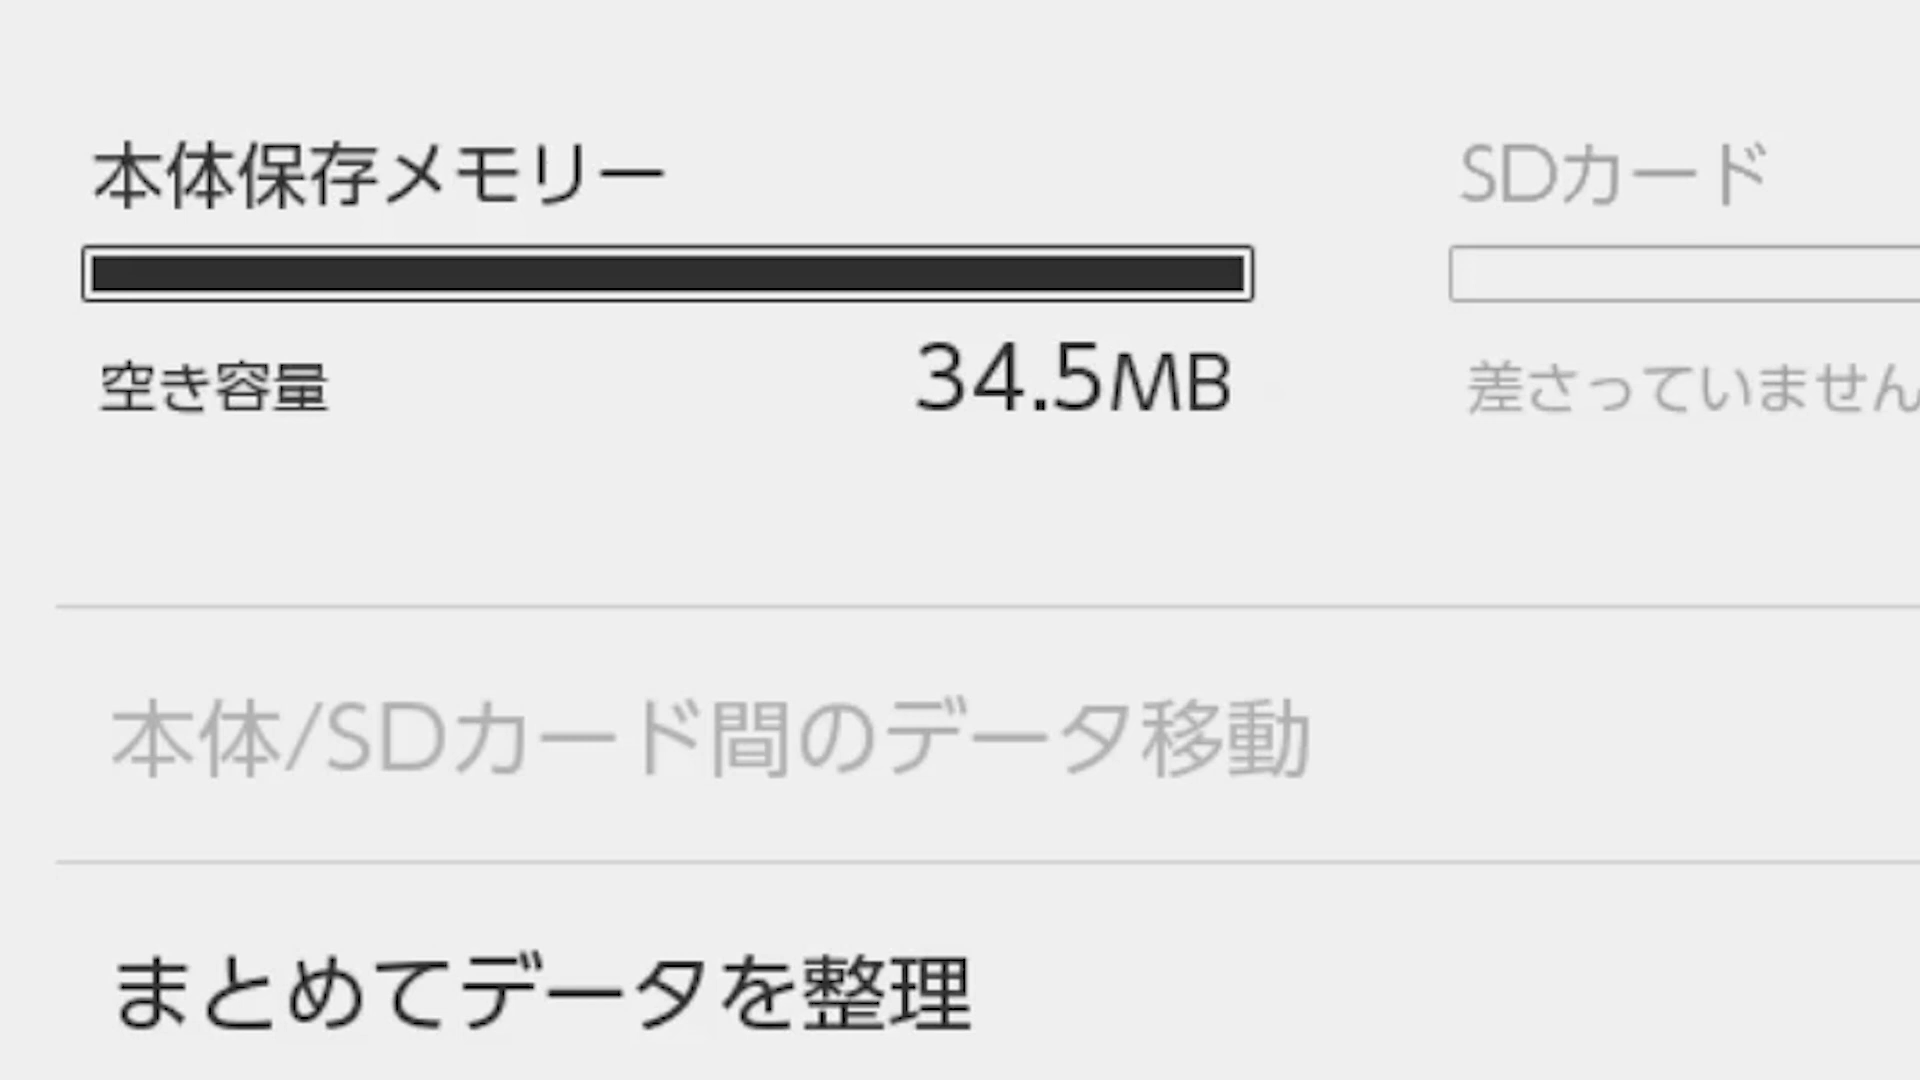 本体保存メモリー
SDカード
空き容量 34.5MB
差さっていません
本体/SDカード間のデータ移動
まとめてデータを整理